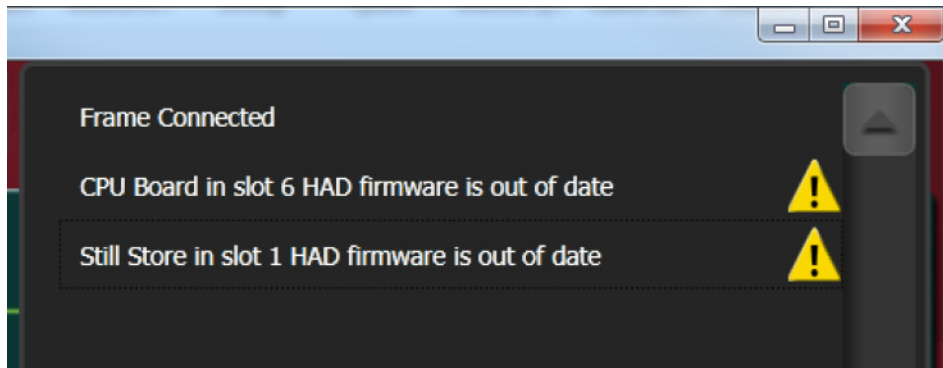 Frame Connected
CPU Board in slot 6 HAD firmware is out of date
Still Store in slot 1 HAD firmware is out of date